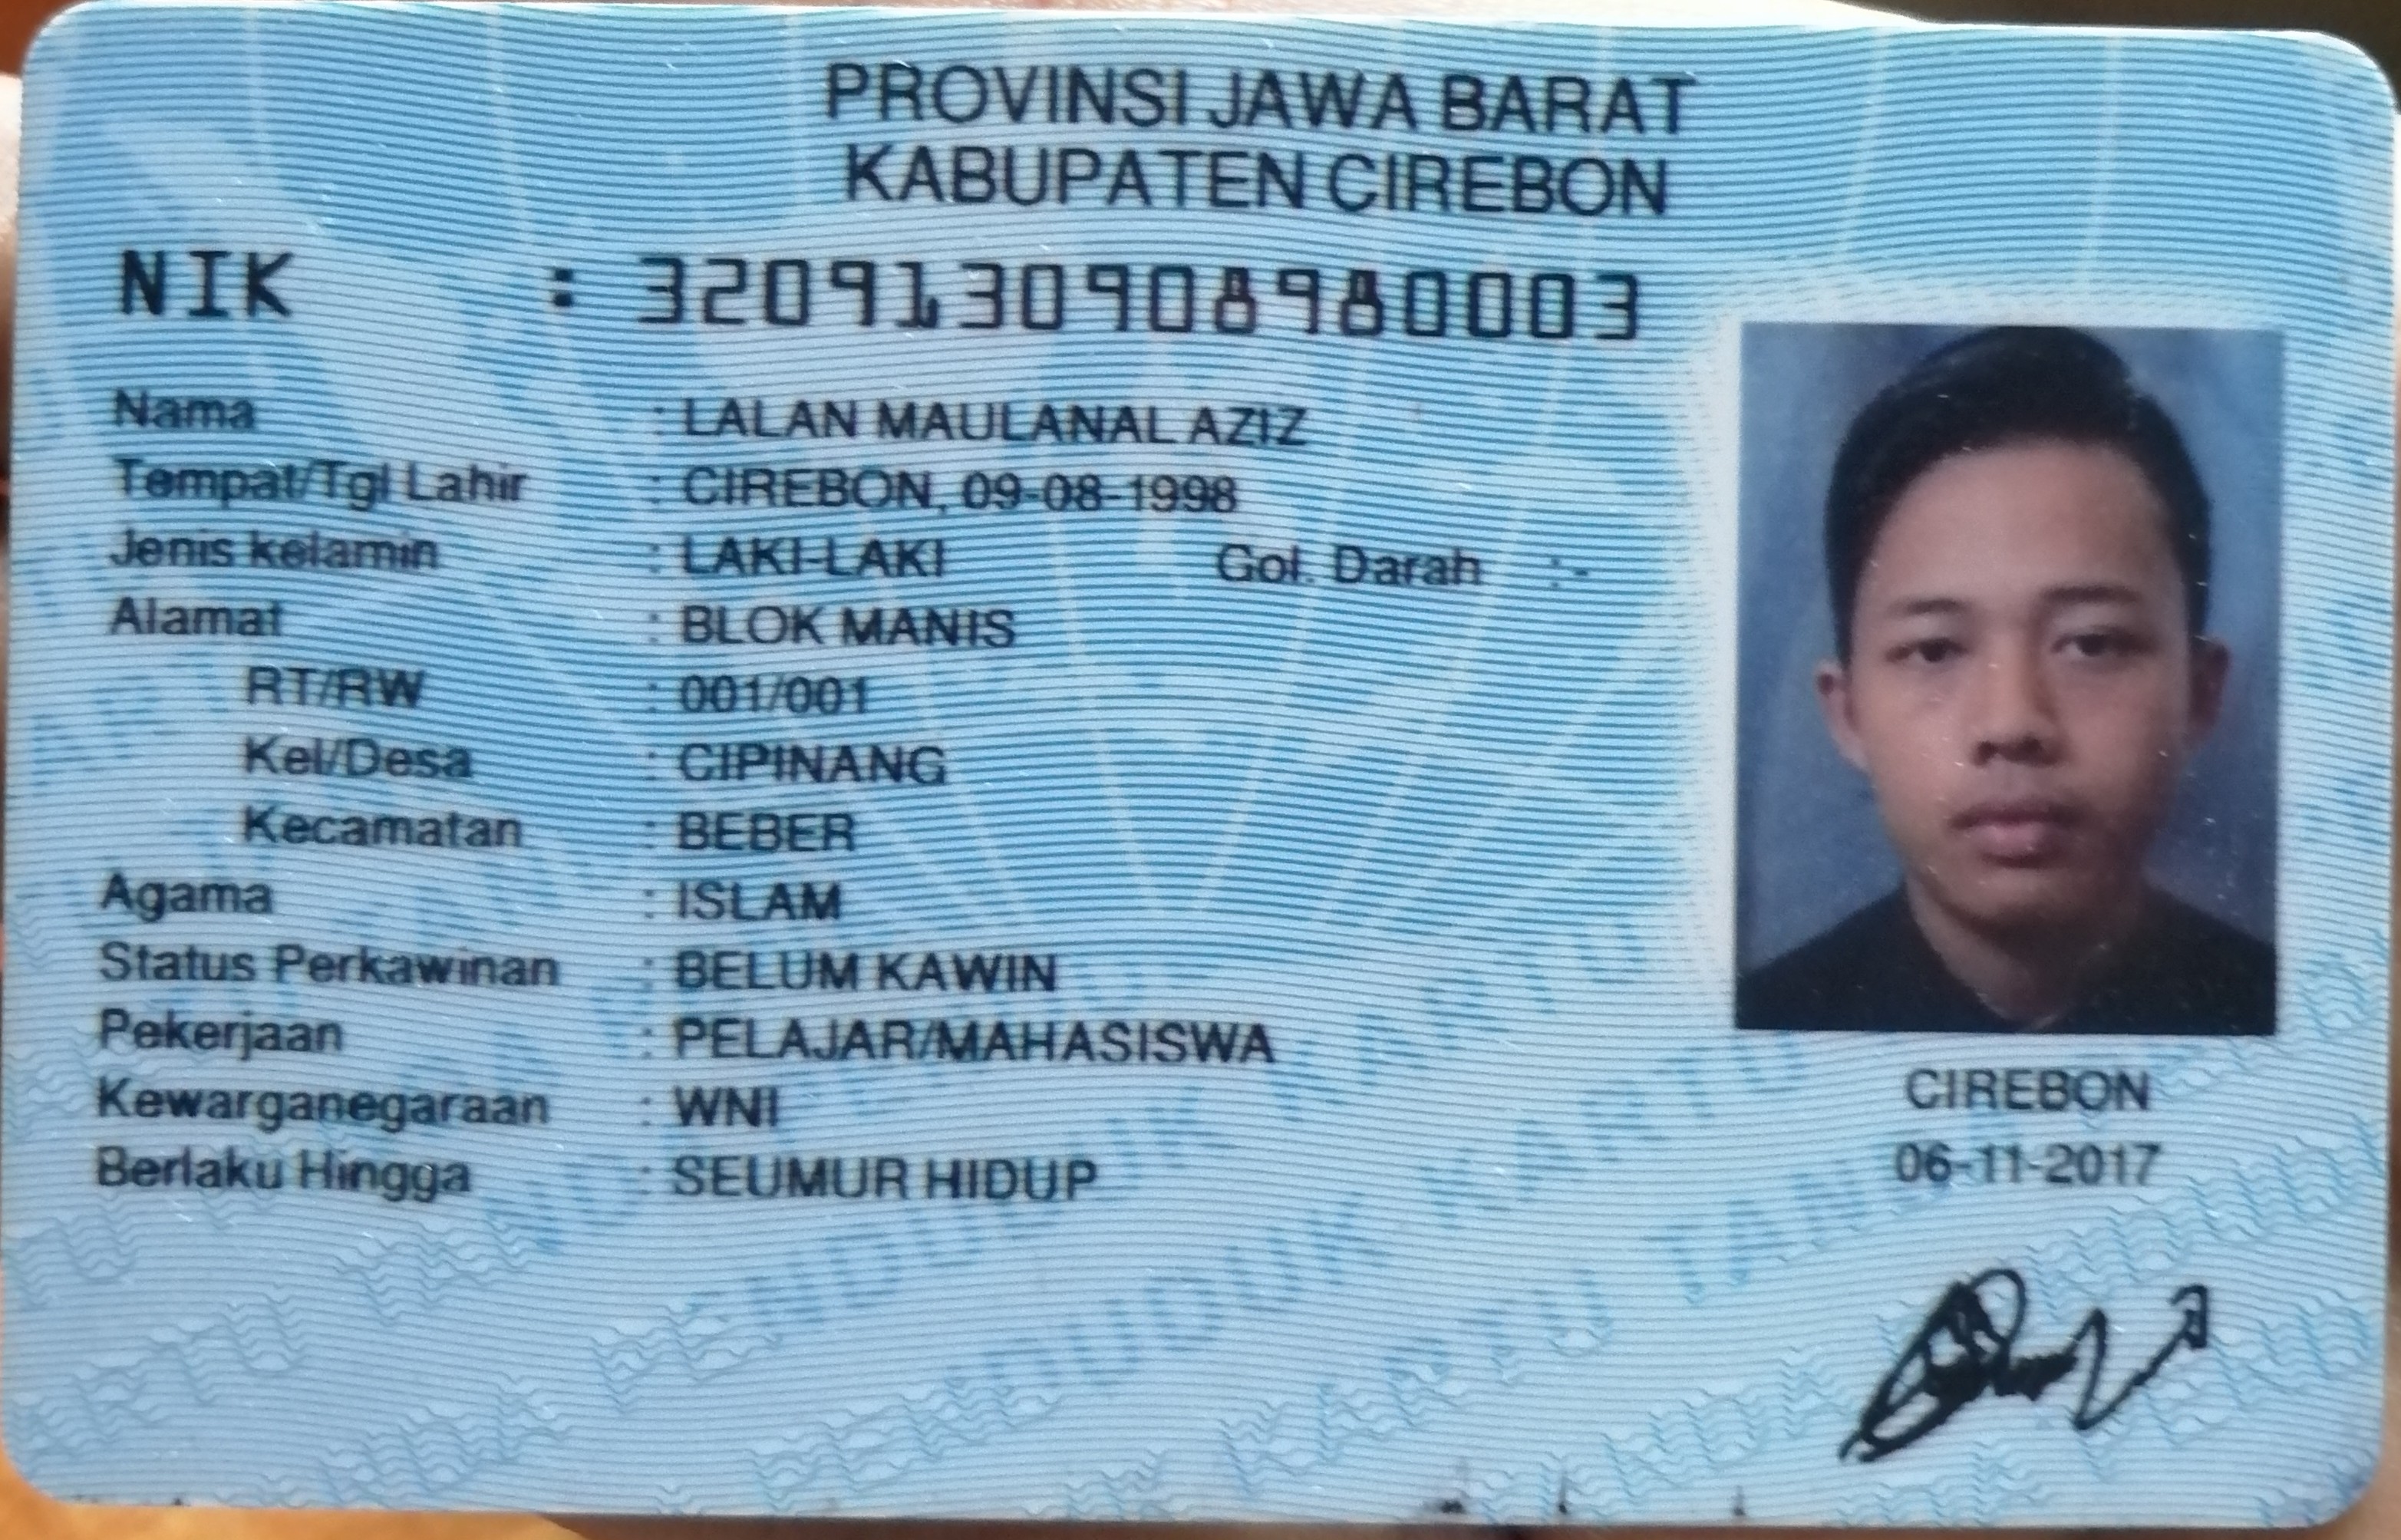 PROVINSI JAWA BARAT
KABUPATEN CIREBON
NIK : 3209130908980003
Nama : LALAN MAULANAL AZIZ
Tempat/Tgl Lahir : CIREBON, 09-08-1998
Jenis kelamin : LAKI-LAKI Gol. Darah : -
Alamat : BLOK MANIS
RT/RW : 001/001
Kel/Desa : CIPINANG
Kecamatan : BEBER
Agama : ISLAM
Status Perkawinan : BELUM KAWIN
Pekerjaan : PELAJAR/MAHASISWA
Kewarganegaraan : WNI
Berlaku Hingga : SEUMUR HIDUP
CIREBON
06-11-2017